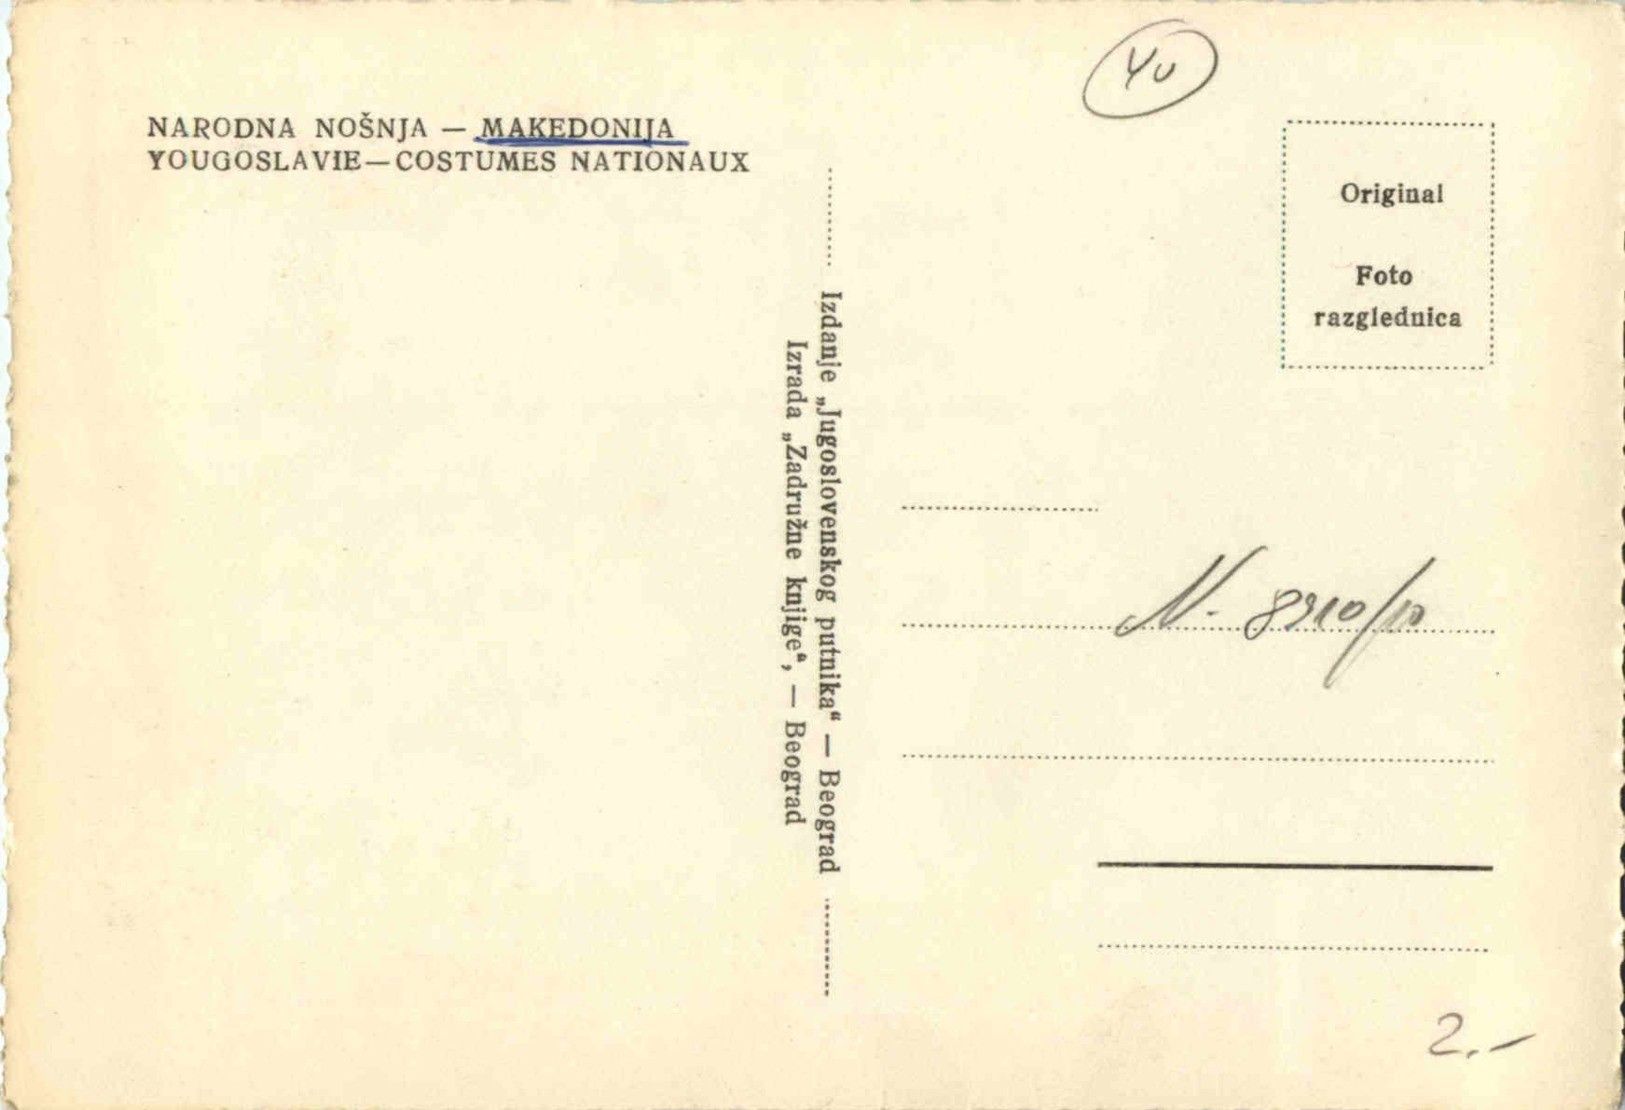 YU
NARODNA NOŠNJA — MAKEDONIJA
YOUGOSLAVIE—COSTUMES NATIONAUX
Original
Foto
razglednica
Izdanje „Jugoslovenskog putnika“ — Beograd
Izrada „Zadružne knjige“, — Beograd
N.
2.-